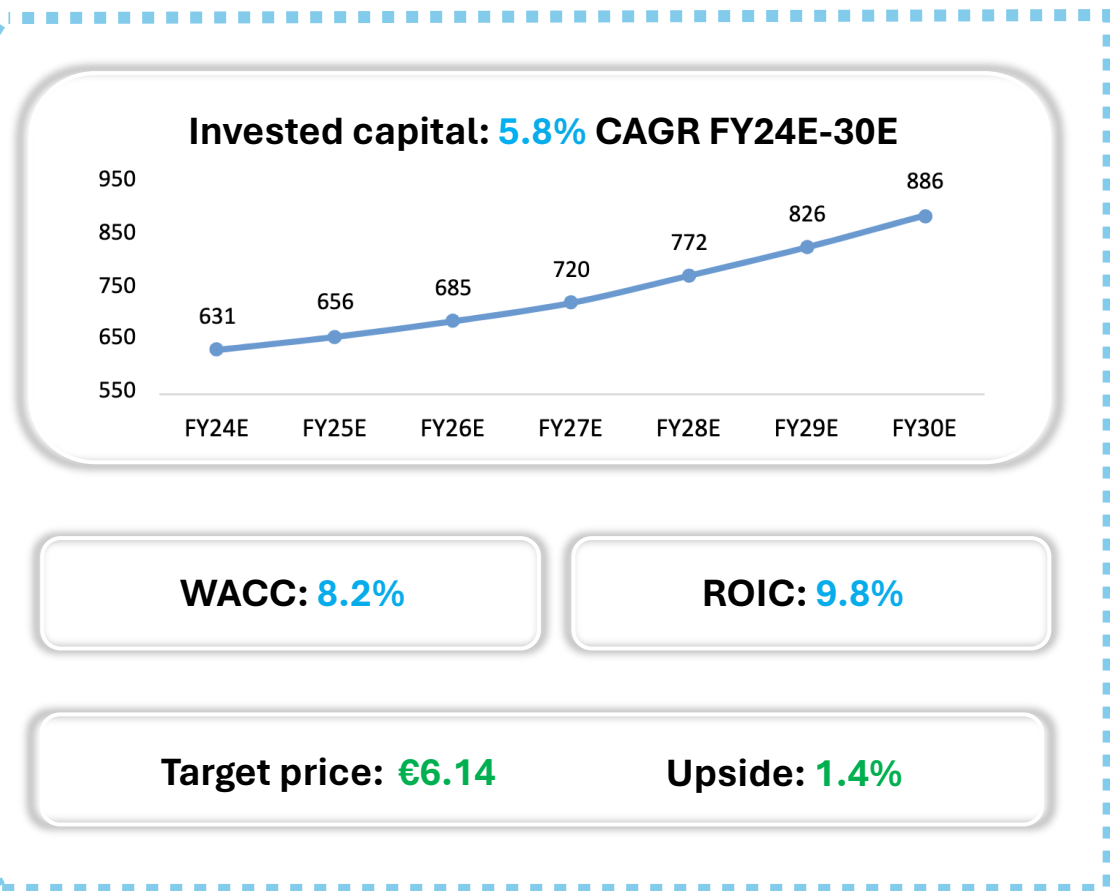 Invested capital: 5.8% CAGR FY24E-30E
950
850
750
650
550
631
656
685
720
772
826
886
FY24E FY25E FY26E FY27E FY28E FY29E FY30E
WACC: 8.2%
ROIC: 9.8%
Target price: €6.14
Upside: 1.4%